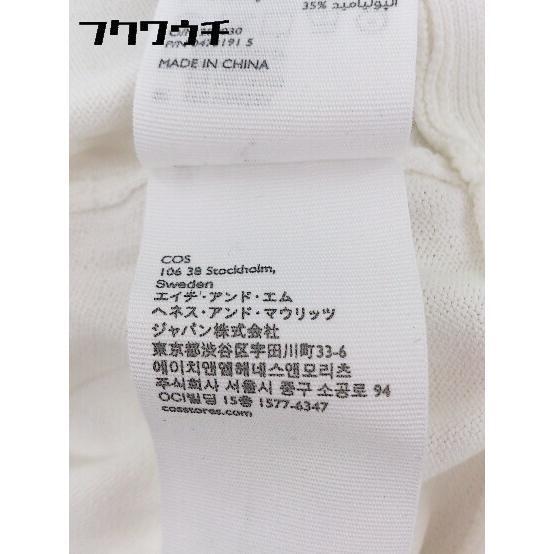 フクワウチ
35% البوليامید
MADE IN CHINA
COS
106 38 Stockholm,
Sweden
エイチ・アンド・エム
ヘネス・アンド・マウリッツ
ジャパン株式会社
東京都渋谷区宇田川町33-6
에이치앤엠헤네스앤모리츠
주식회사 서울시 중구 소공로 94
OCI빌딩 15층 1577-6347
cosstores.com